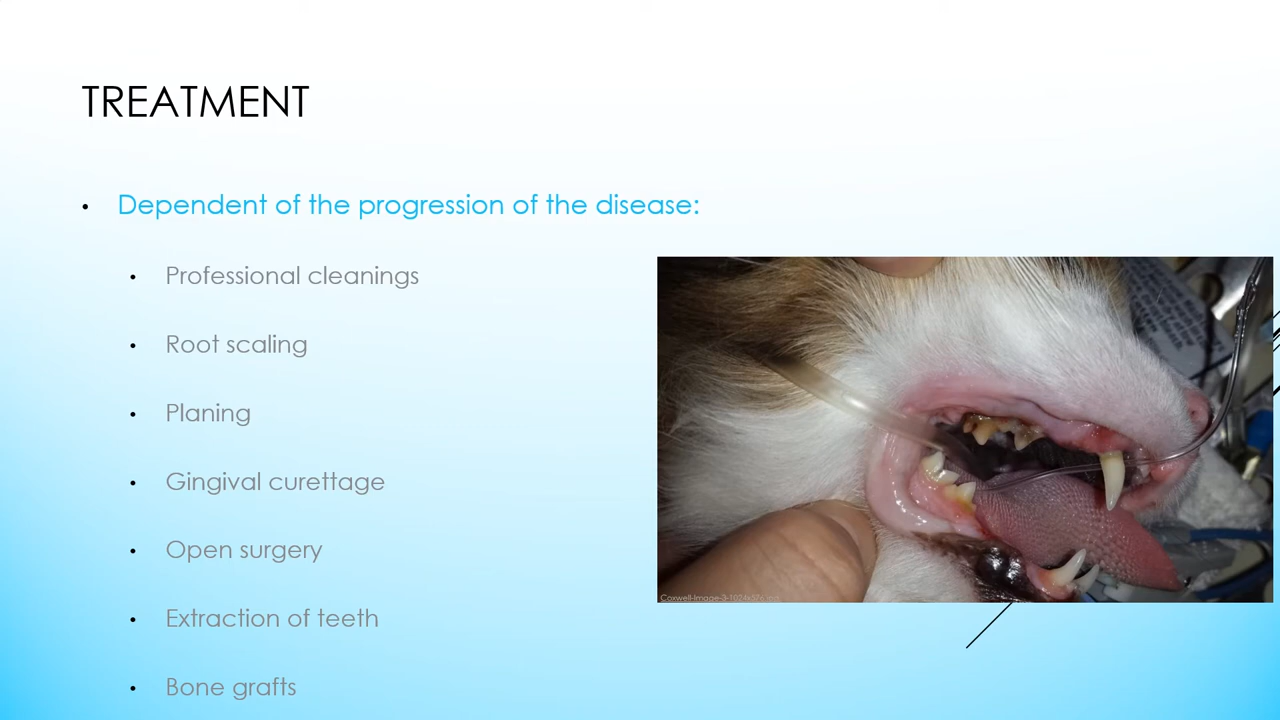 TREATMENT
• Dependent of the progression of the disease:
• Professional cleanings
• Root scaling
• Planing
• Gingival curettage
• Open surgery
• Extraction of teeth
• Bone grafts